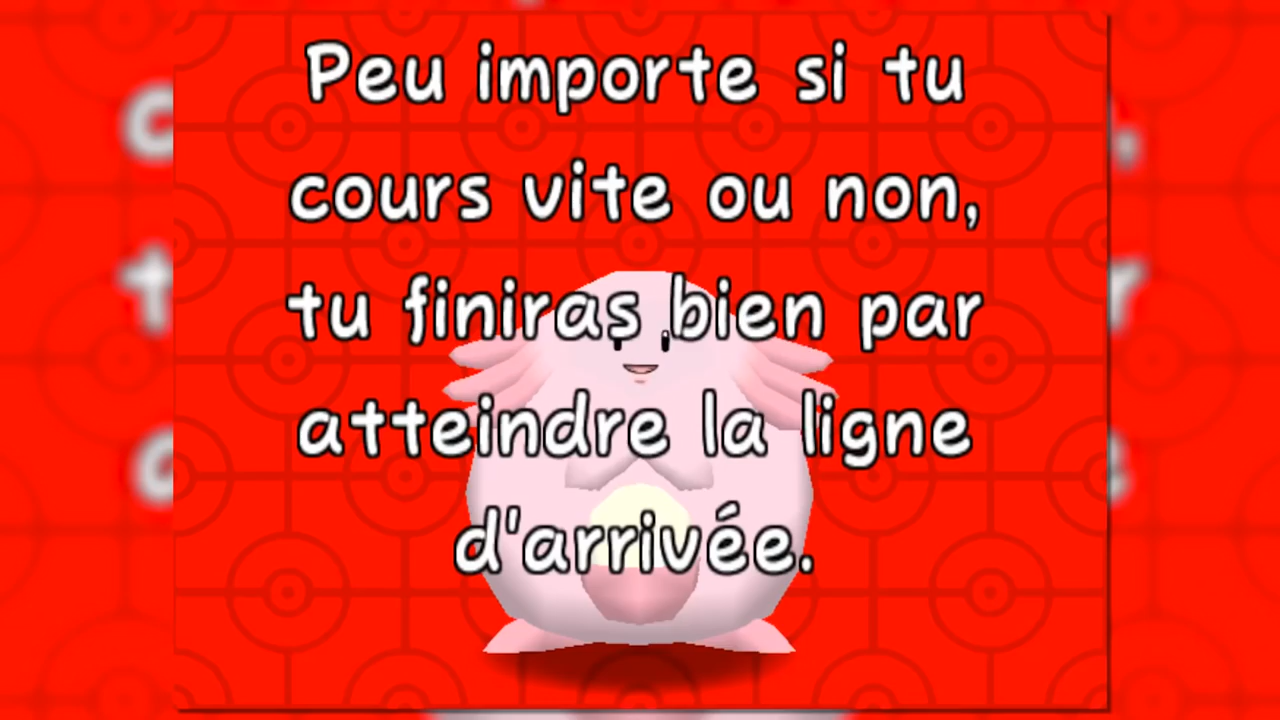 Peu importe si tu
cours vite ou non,
tu finiras bien par
atteindre la ligne
d'arrivée.